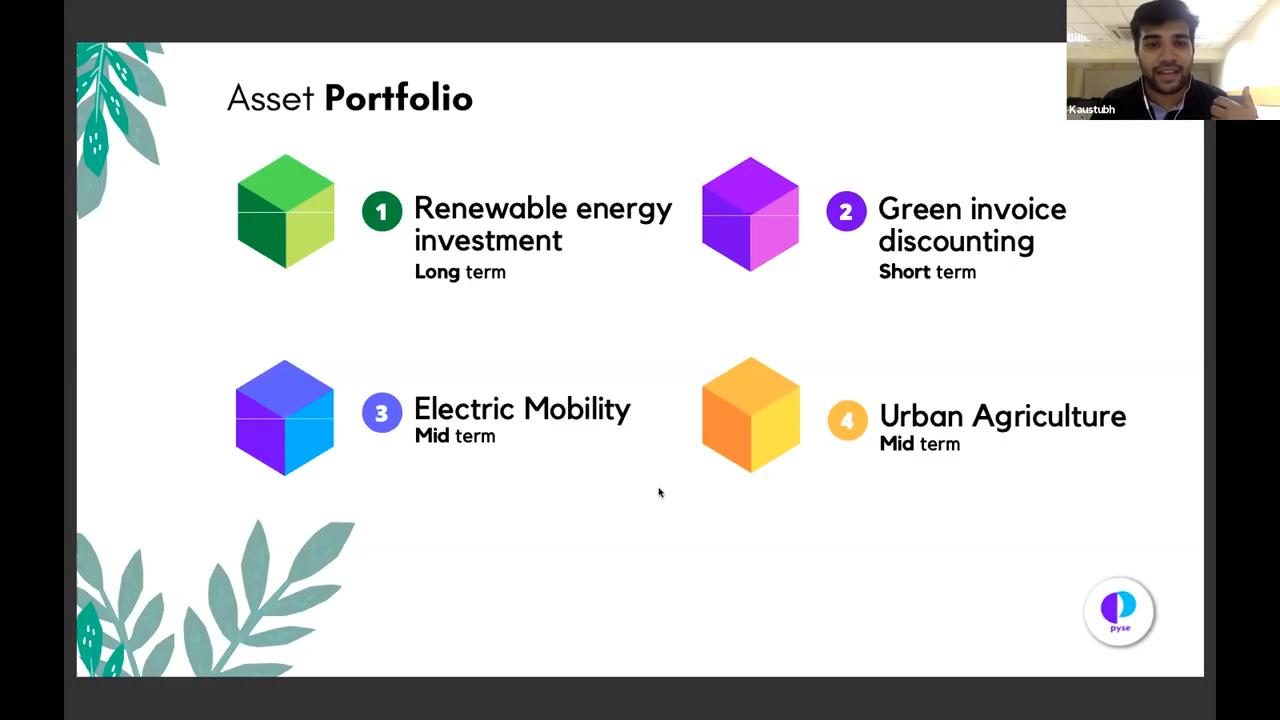 Kaustubh
Asset Portfolio
1
Renewable energy
investment
Long term
2
Green invoice
discounting
Short term
3
Electric Mobility
Mid term
4
Urban Agriculture
Mid term
pyse